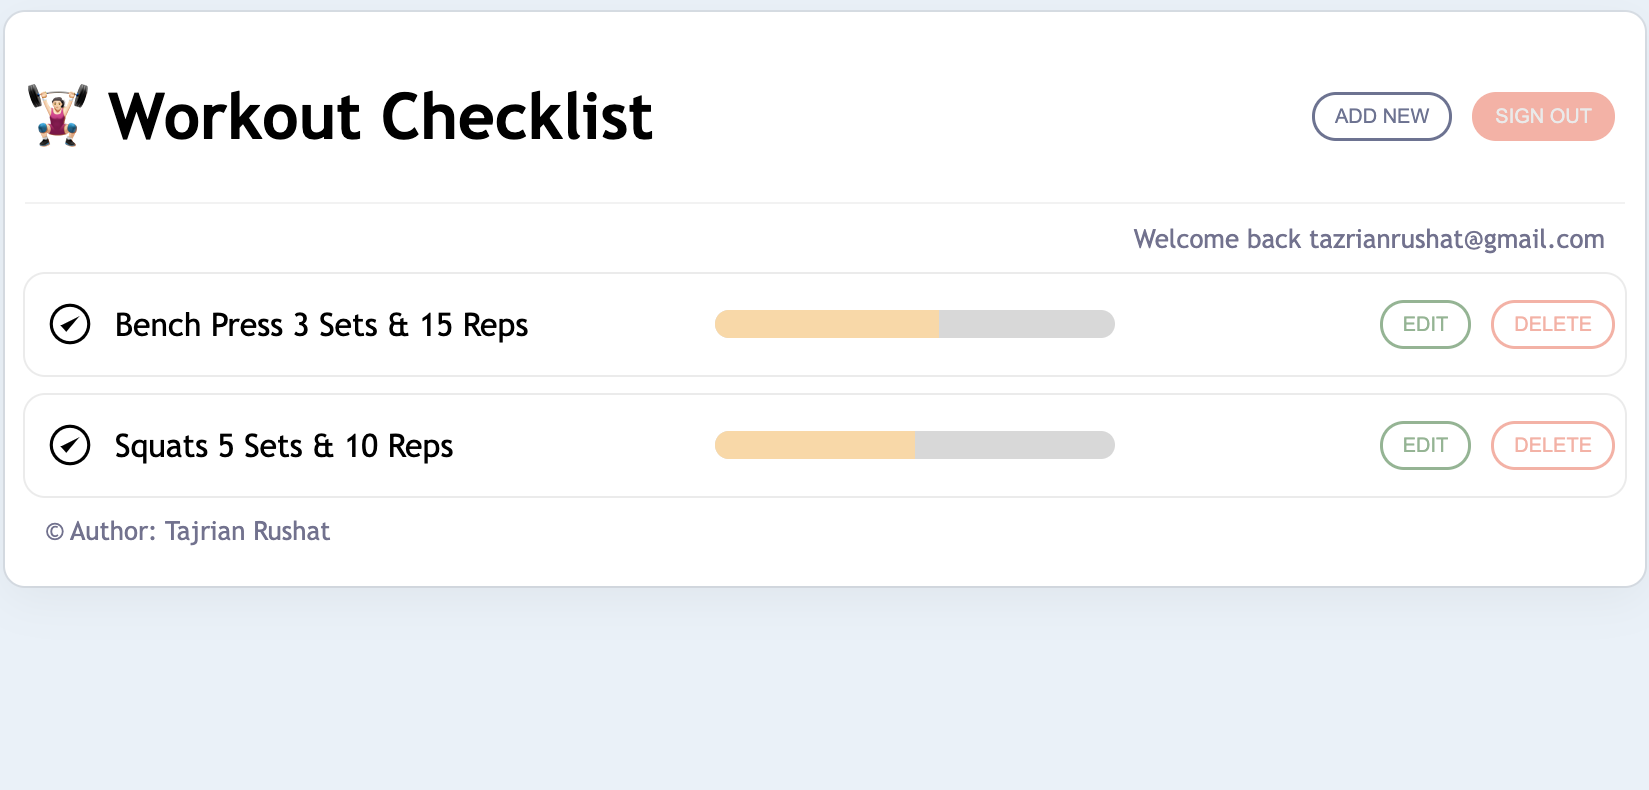 Workout Checklist
ADD NEW
SIGN OUT
Welcome back tazrianrushat@gmail.com
Bench Press 3 Sets & 15 Reps
EDIT
DELETE
Squats 5 Sets & 10 Reps
EDIT
DELETE
© Author: Tajrian Rushat